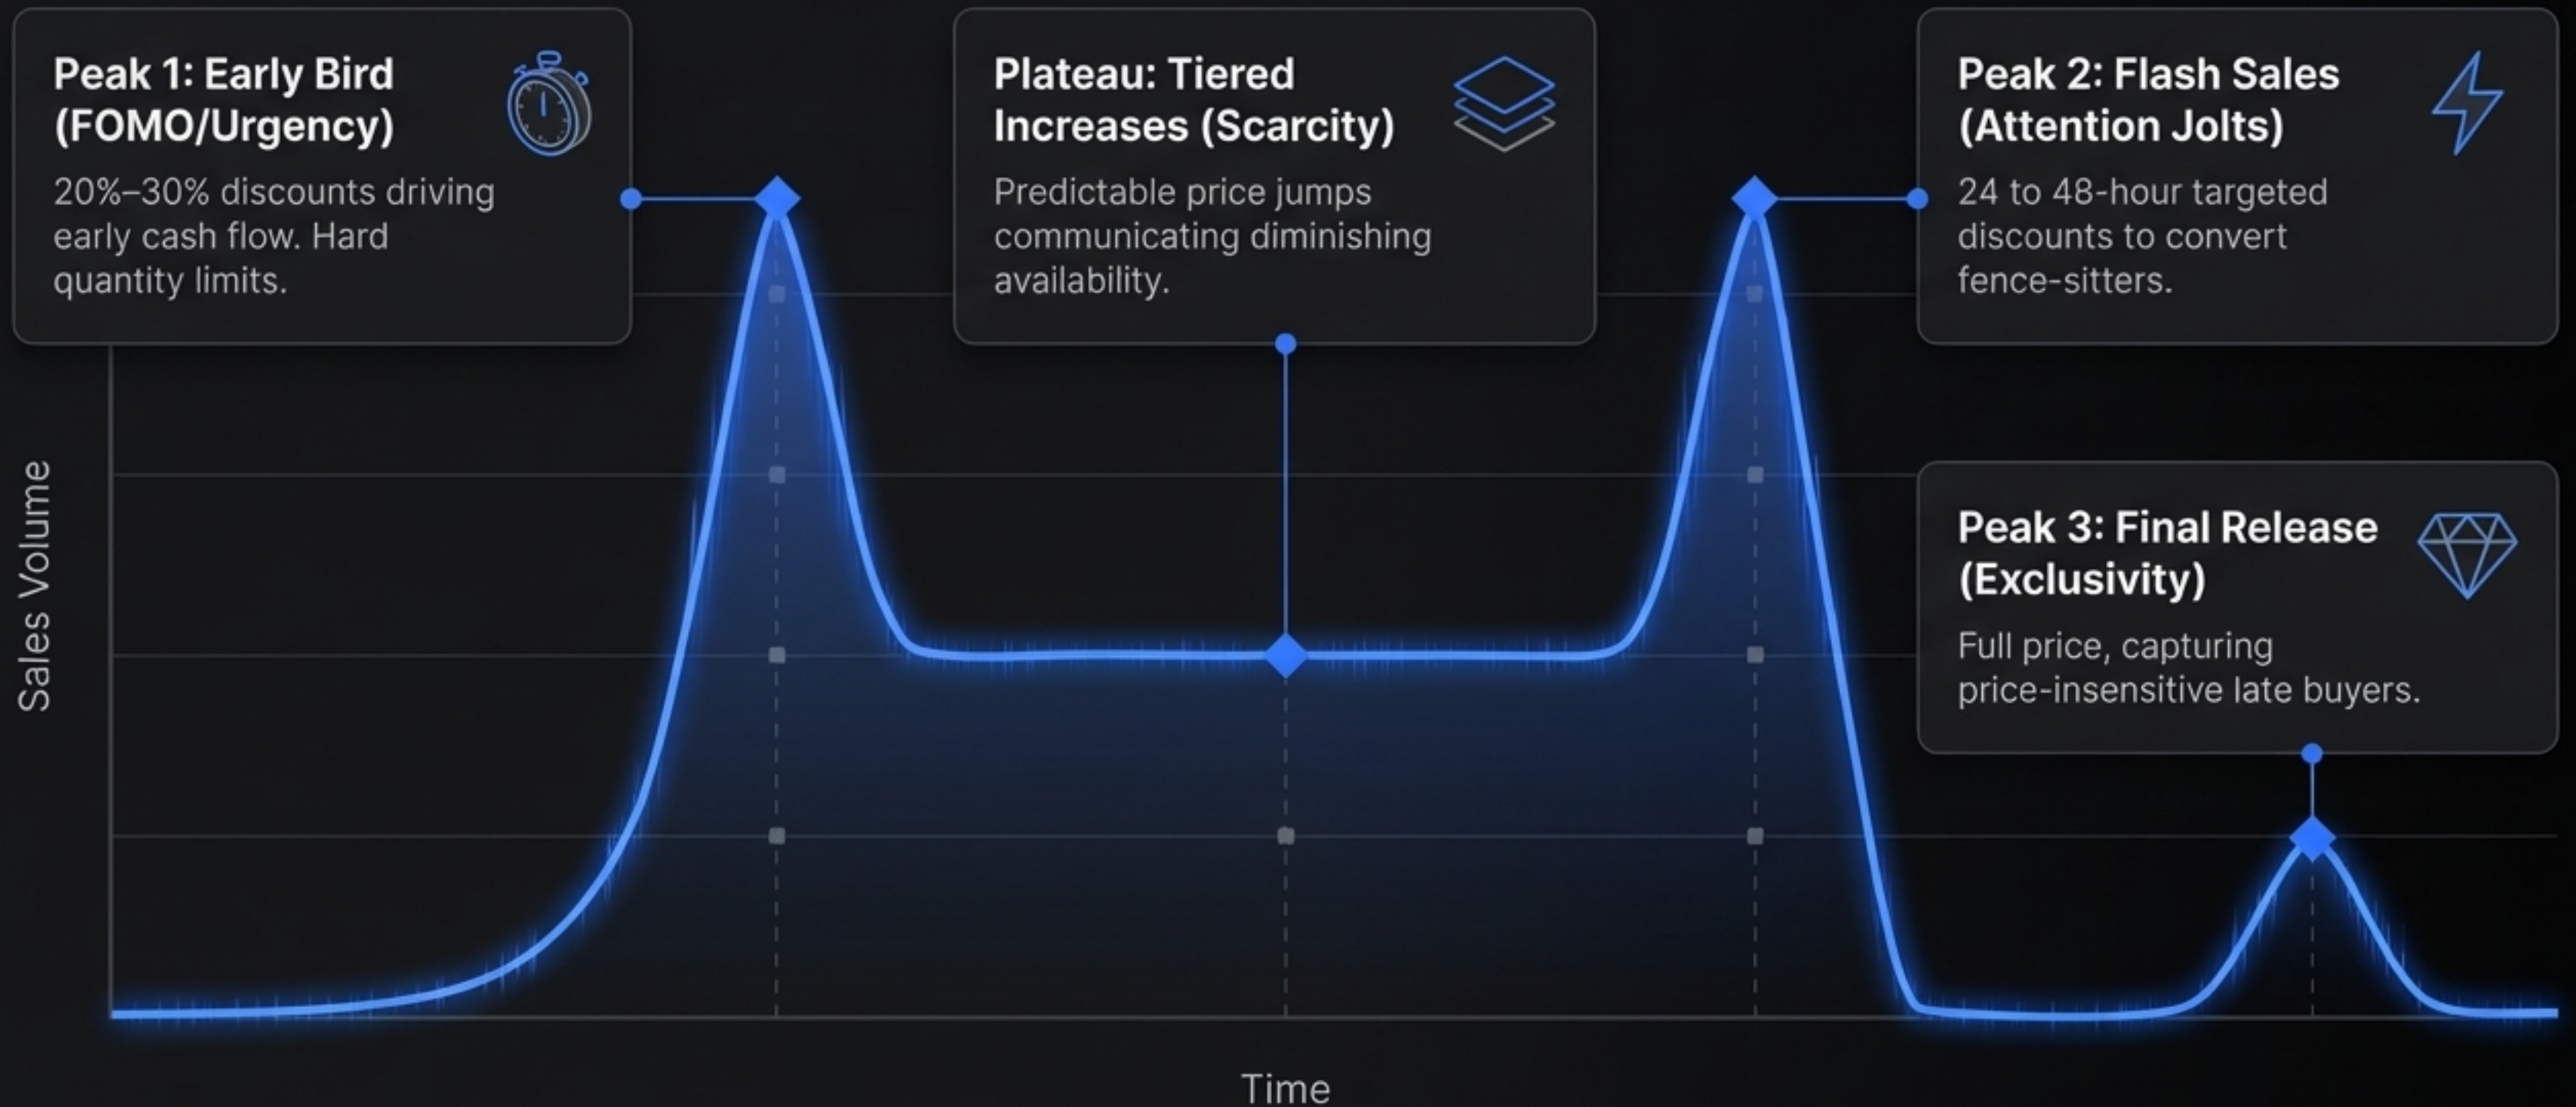 Peak 1: Early Bird
(FOMO/Urgency)
20%–30% discounts driving
early cash flow. Hard
quantity limits.
Plateau: Tiered
Increases (Scarcity)
Predictable price jumps
communicating diminishing
availability.
Peak 2: Flash Sales
(Attention Jolts)
24 to 48-hour targeted
discounts to convert
fence-sitters.
Peak 3: Final Release
(Exclusivity)
Full price, capturing
price-insensitive late buyers.
Sales Volume
Time